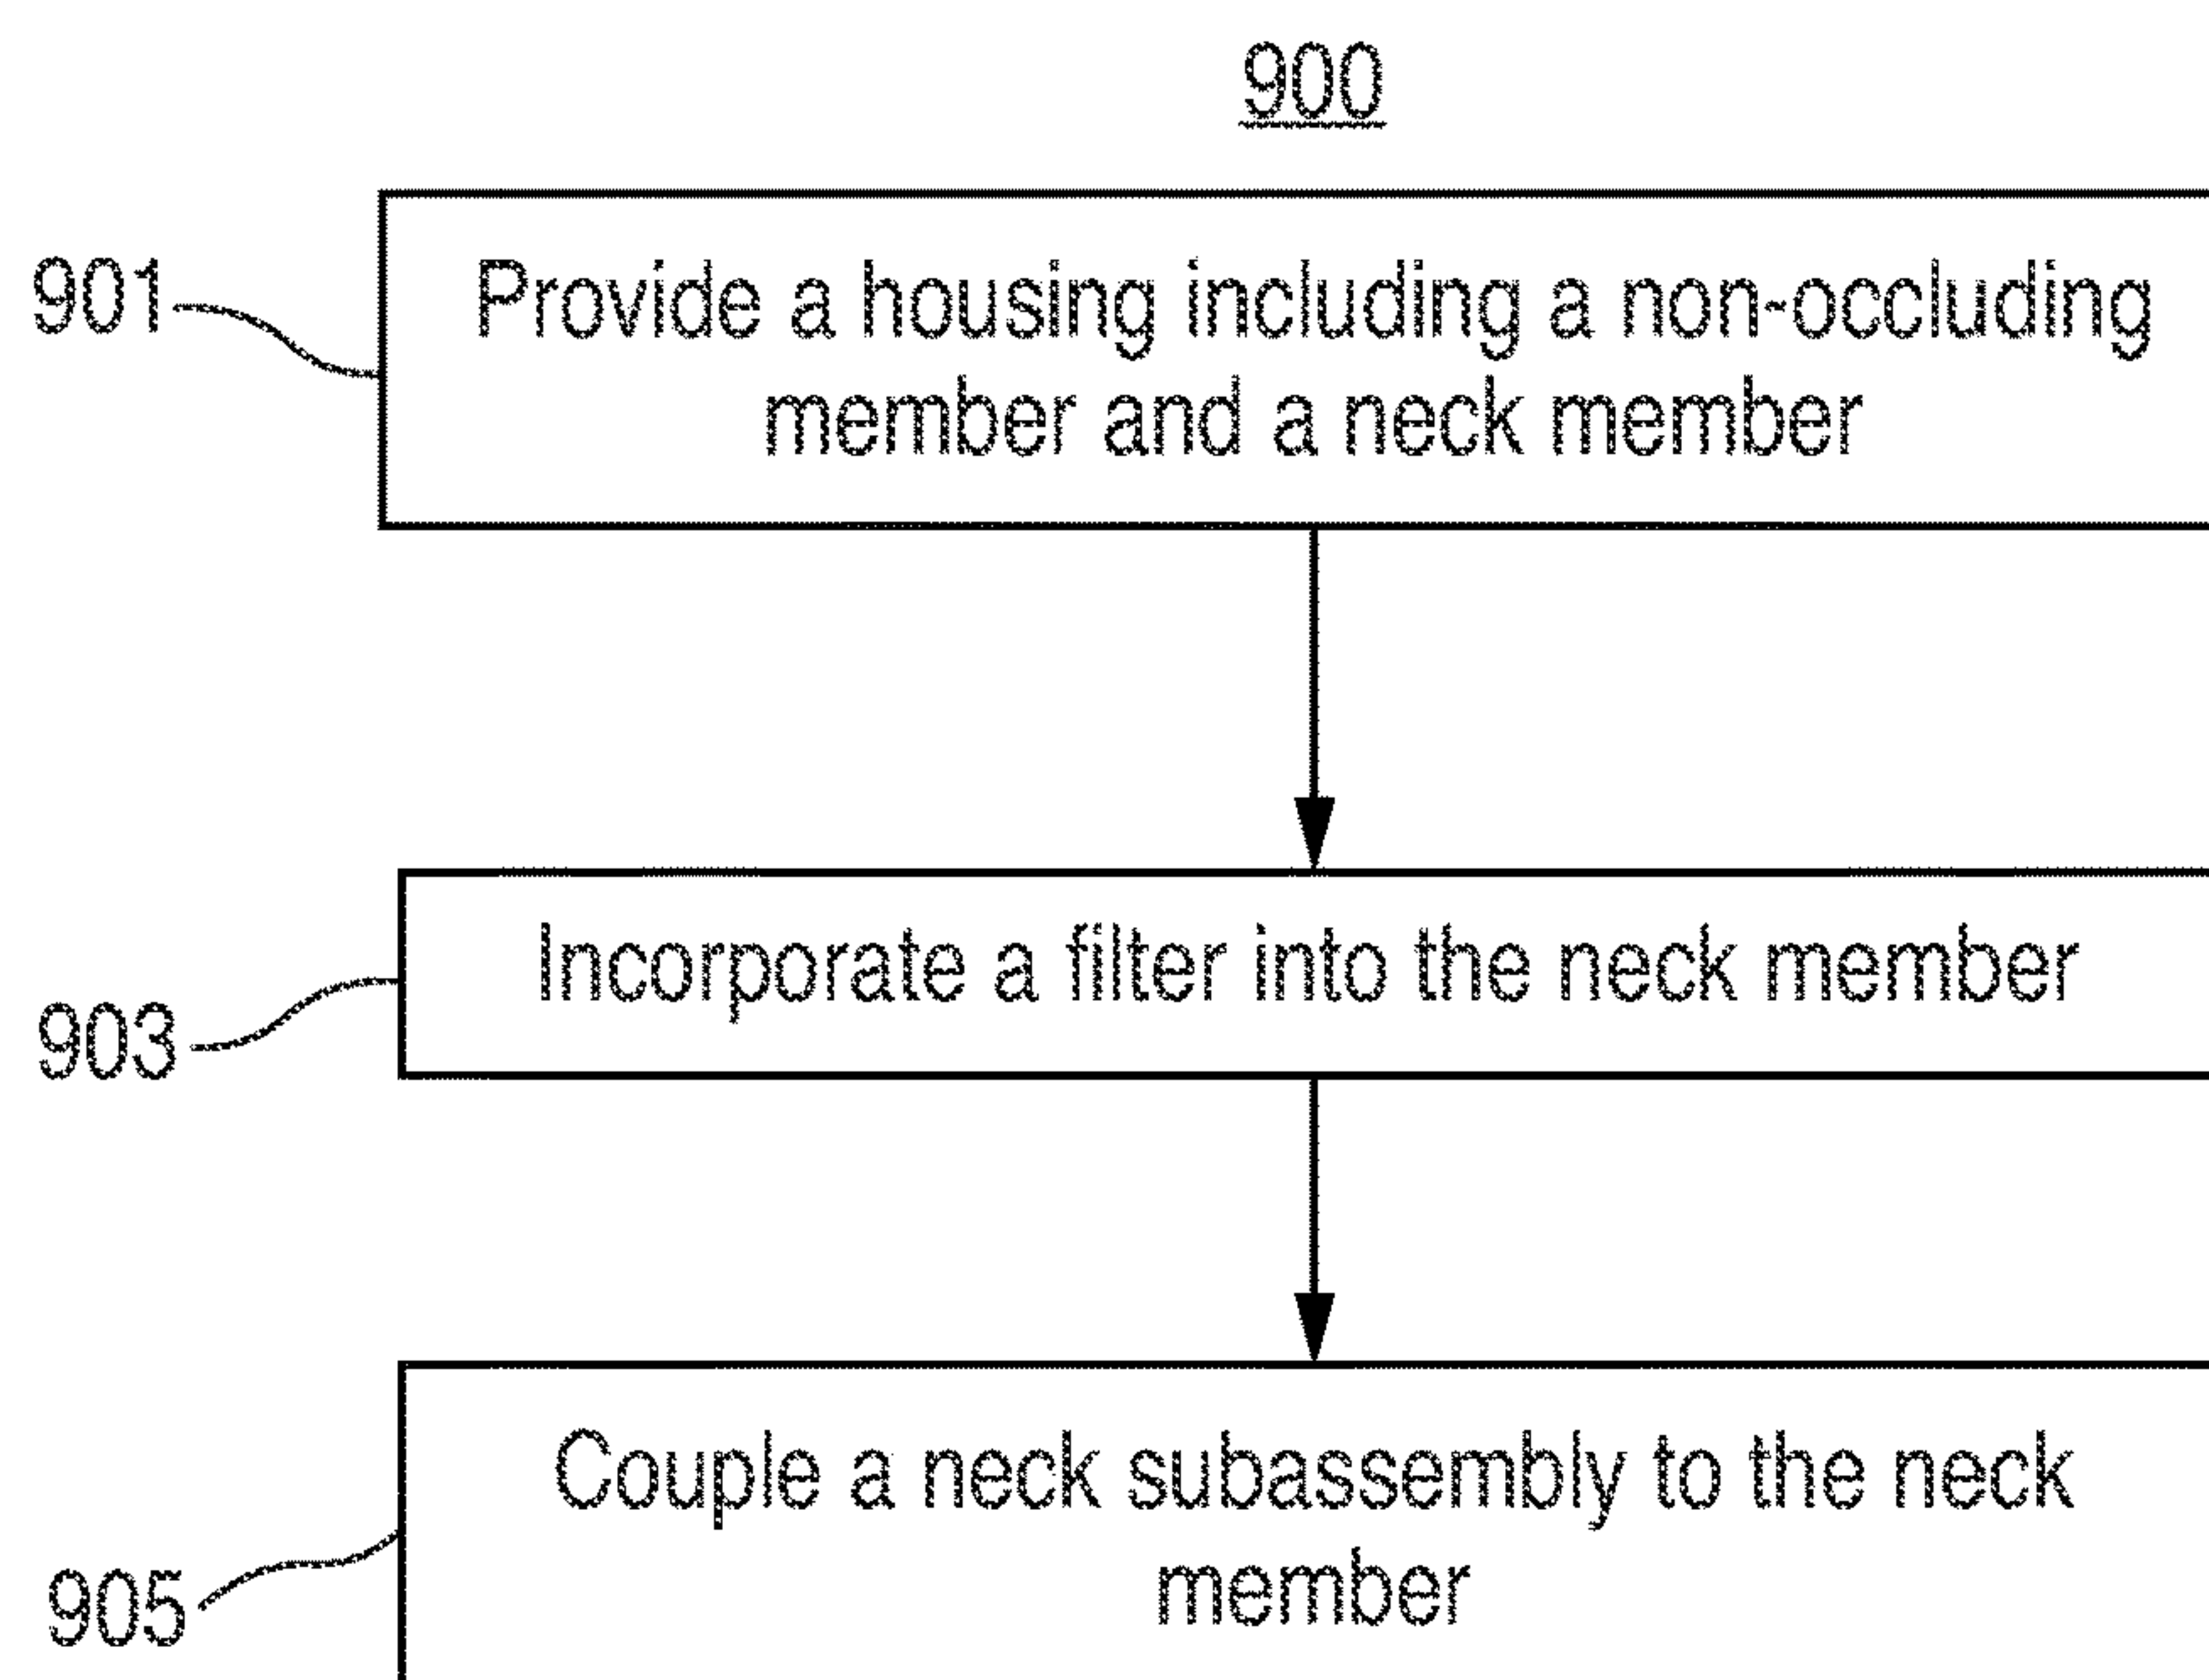 900
901
Provide a housing including a non-occluding
member and a neck member
903
Incorporate a filter into the neck member
905
Couple a neck subassembly to the neck
member